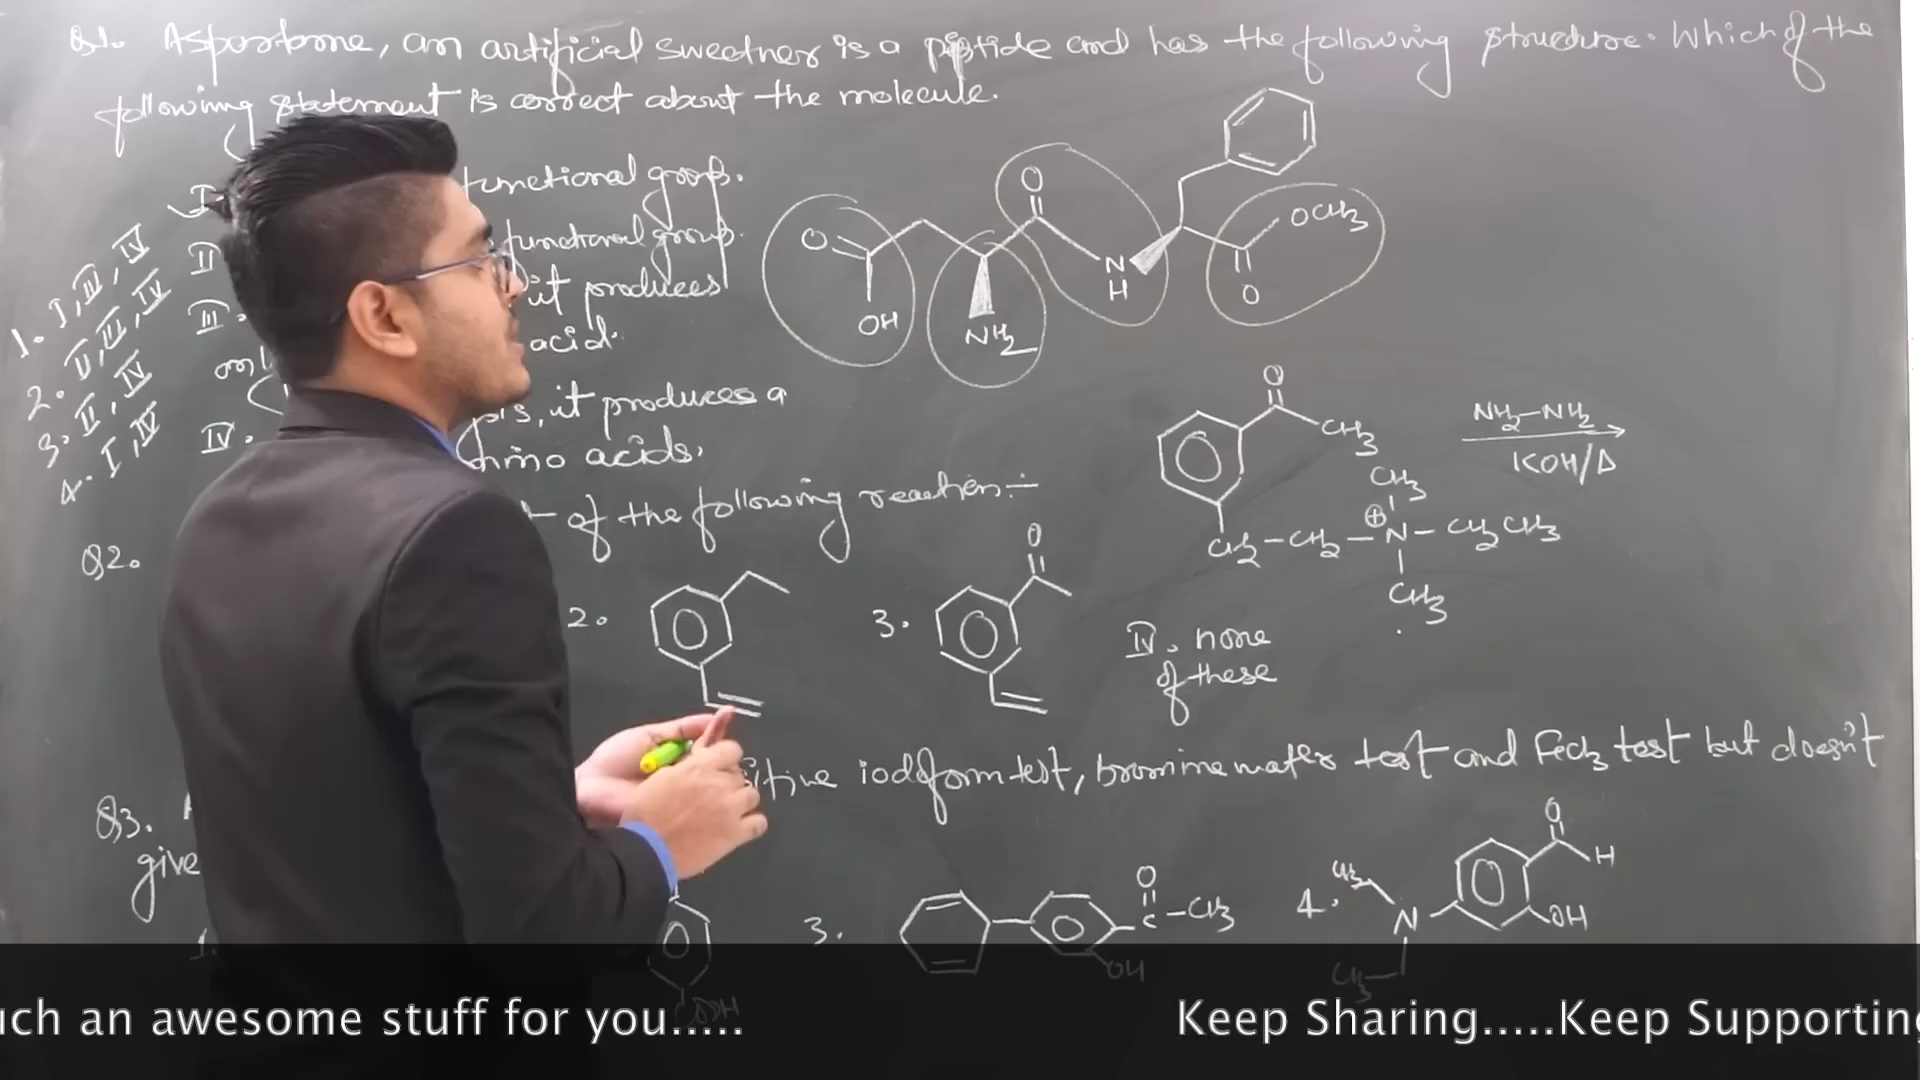 Q1. Aspartame, an artificial sweetner is a peptide and has the following structure. Which of the
following statement is correct about the molecule.
I. functional group.
II functional group.
III. it produces
acid.
IV. it produces a
amino acids.
1. I, III, IV
2. II, III, IV
3. II, IV
4. I, IV
O
OH
NH2
O
N
H
OCH3
O
Q2. of the following reaction:-
O
CH3
NH2-NH2
KOH/Δ
CH3
CH2-CH2-N-CH2CH3
⊕
CH3
2.
3.
O
IV. none
of these
Q3. iodoform test, bromine water test and FeCl3 test but doesn't
give
1.
3.
O
C-CH3
OH
4.
CH3
N
CH3
O
H
OH
an awesome stuff for you..... Keep Sharing.....Keep Supporting